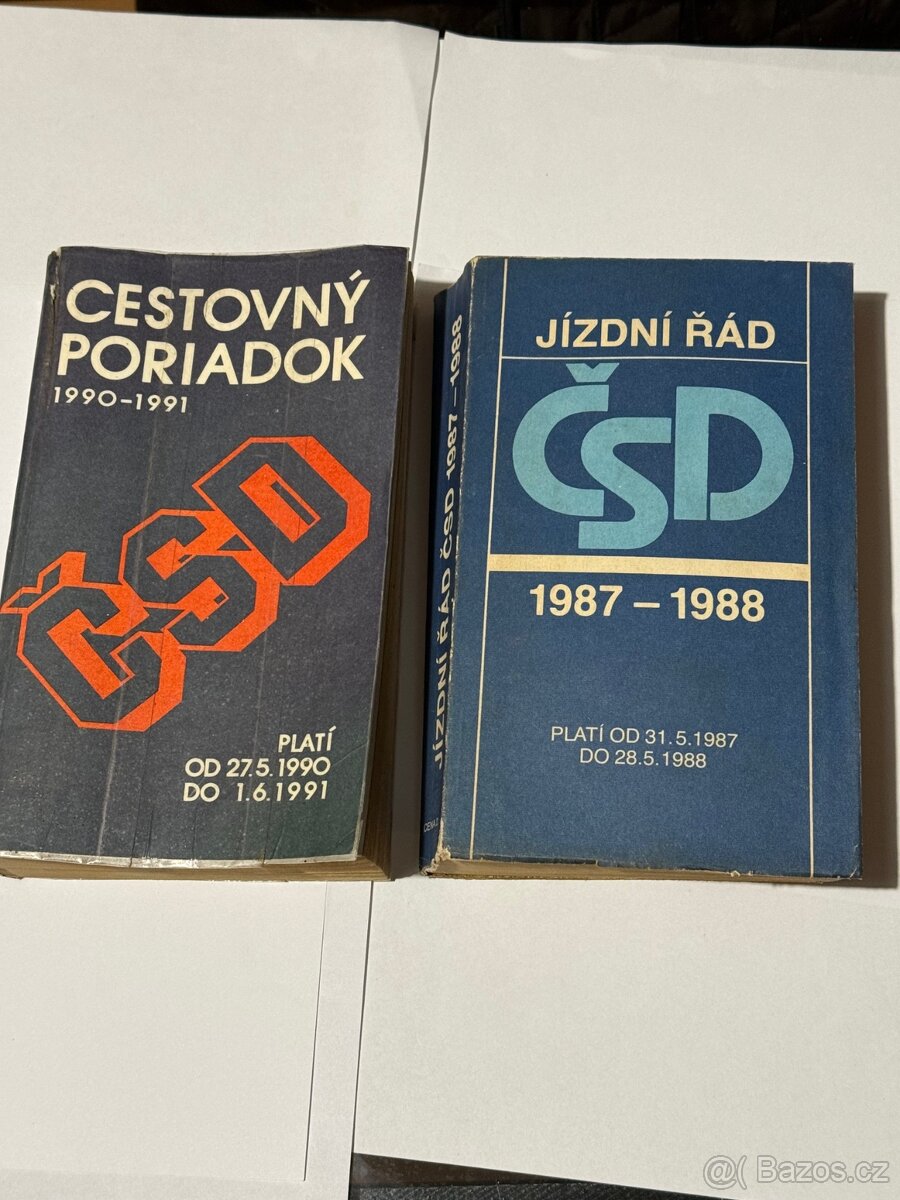 CESTOVNÝ
PORIADOK
1990-1991
ČSD
PLATÍ
OD 27.5.1990
DO 1.6.1991
JÍZDNÍ ŘÁD ČSD 1987-1988
JÍZDNÍ ŘÁD
ČSD
1987 – 1988
PLATÍ OD 31.5.1987
DO 28.5.1988
@( Bazos.cz